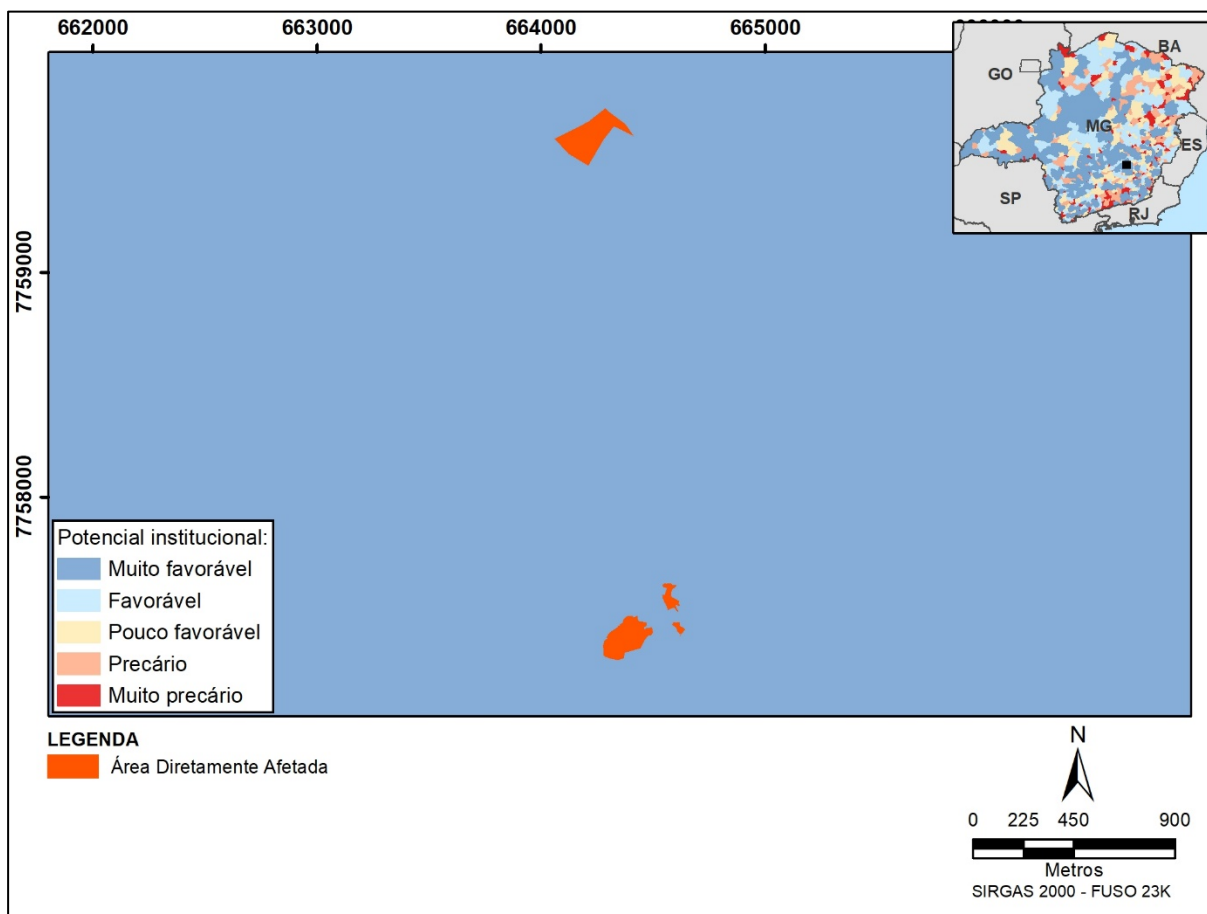 662000 663000 664000 665000
BA
GO
MG
ES
SP
RJ
7759000
7758000
Potencial institucional:
Muito favorável
Favorável
Pouco favorável
Precário
Muito precário
LEGENDA
Área Diretamente Afetada
N
0 225 450 900
Metros
SIRGAS 2000 - FUSO 23K